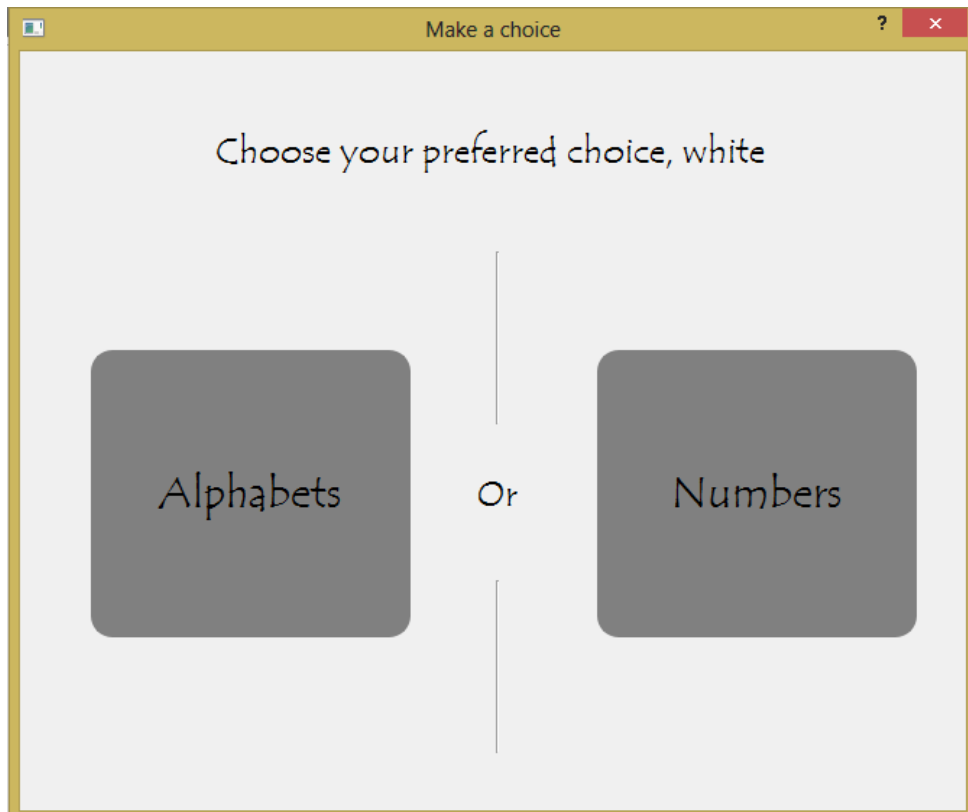 Make a choice
?
Choose your preferred choice, white
Alphabets
Or
Numbers